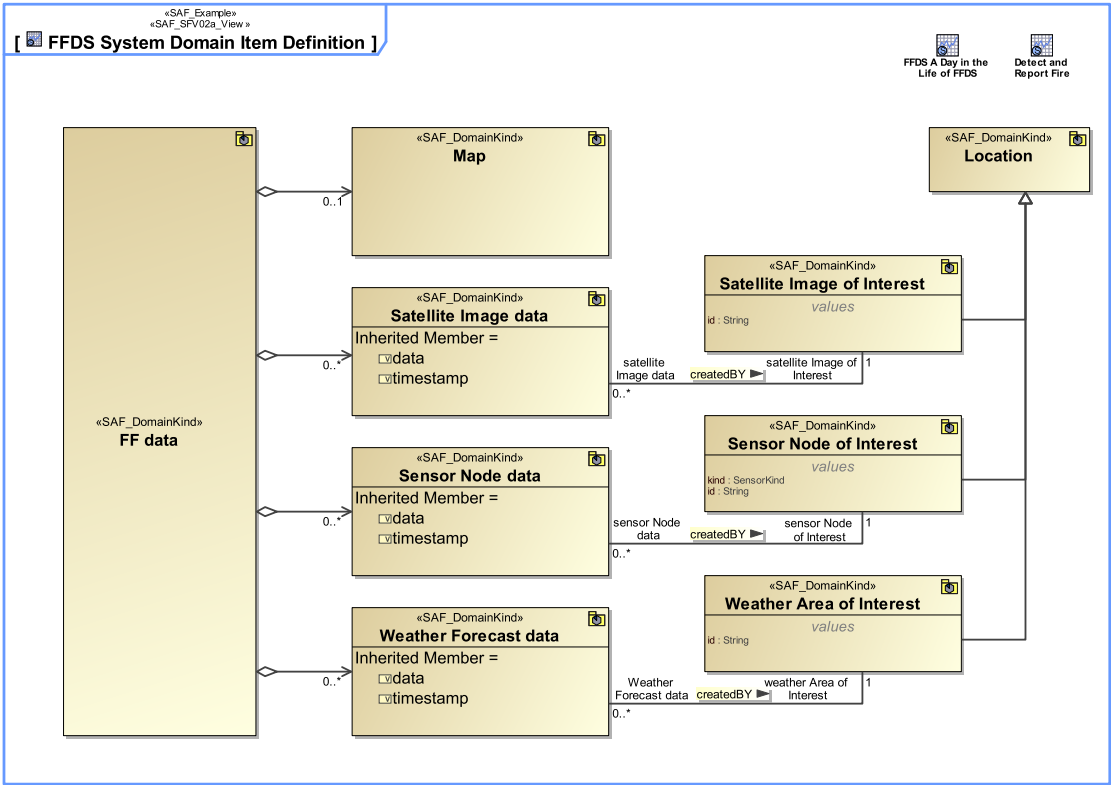 «SAF_Example»
«SAF_SFV02a_View »
[ FFDS System Domain Item Definition ]
FFDS A Day in the
Life of FFDS
Detect and
Report Fire
«SAF_DomainKind»
FF data
0..1
0..*
0..*
0..*
«SAF_DomainKind»
Map
«SAF_DomainKind»
Satellite Image data
Inherited Member =
data
timestamp
«SAF_DomainKind»
Sensor Node data
Inherited Member =
data
timestamp
«SAF_DomainKind»
Weather Forecast data
Inherited Member =
data
timestamp
«SAF_DomainKind»
Location
«SAF_DomainKind»
Satellite Image of Interest
values
id : String
satellite
Image data
0..*
createdBY
satellite Image of
Interest
1
«SAF_DomainKind»
Sensor Node of Interest
values
kind : SensorKind
id : String
sensor Node
data
0..*
createdBY
sensor Node
of Interest
1
«SAF_DomainKind»
Weather Area of Interest
values
id : String
Weather
Forecast data
0..*
createdBY
weather Area of
Interest
1